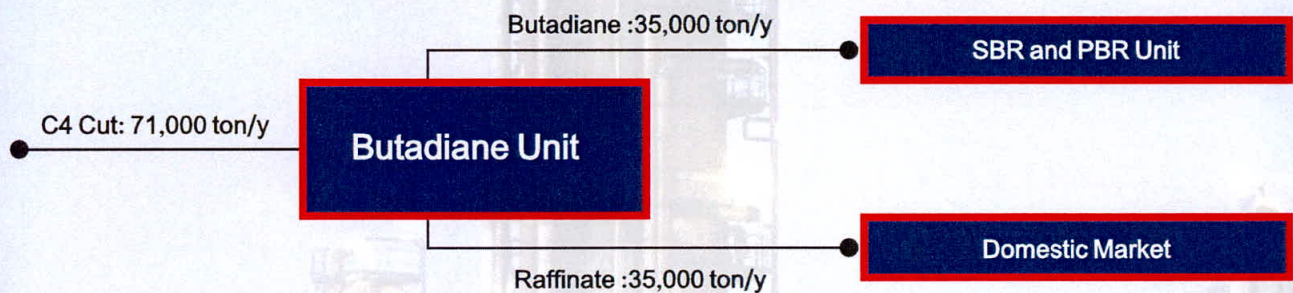 Butadiane :35,000 ton/y
SBR and PBR Unit
C4 Cut: 71,000 ton/y
Butadiane Unit
Domestic Market
Raffinate :35,000 ton/y